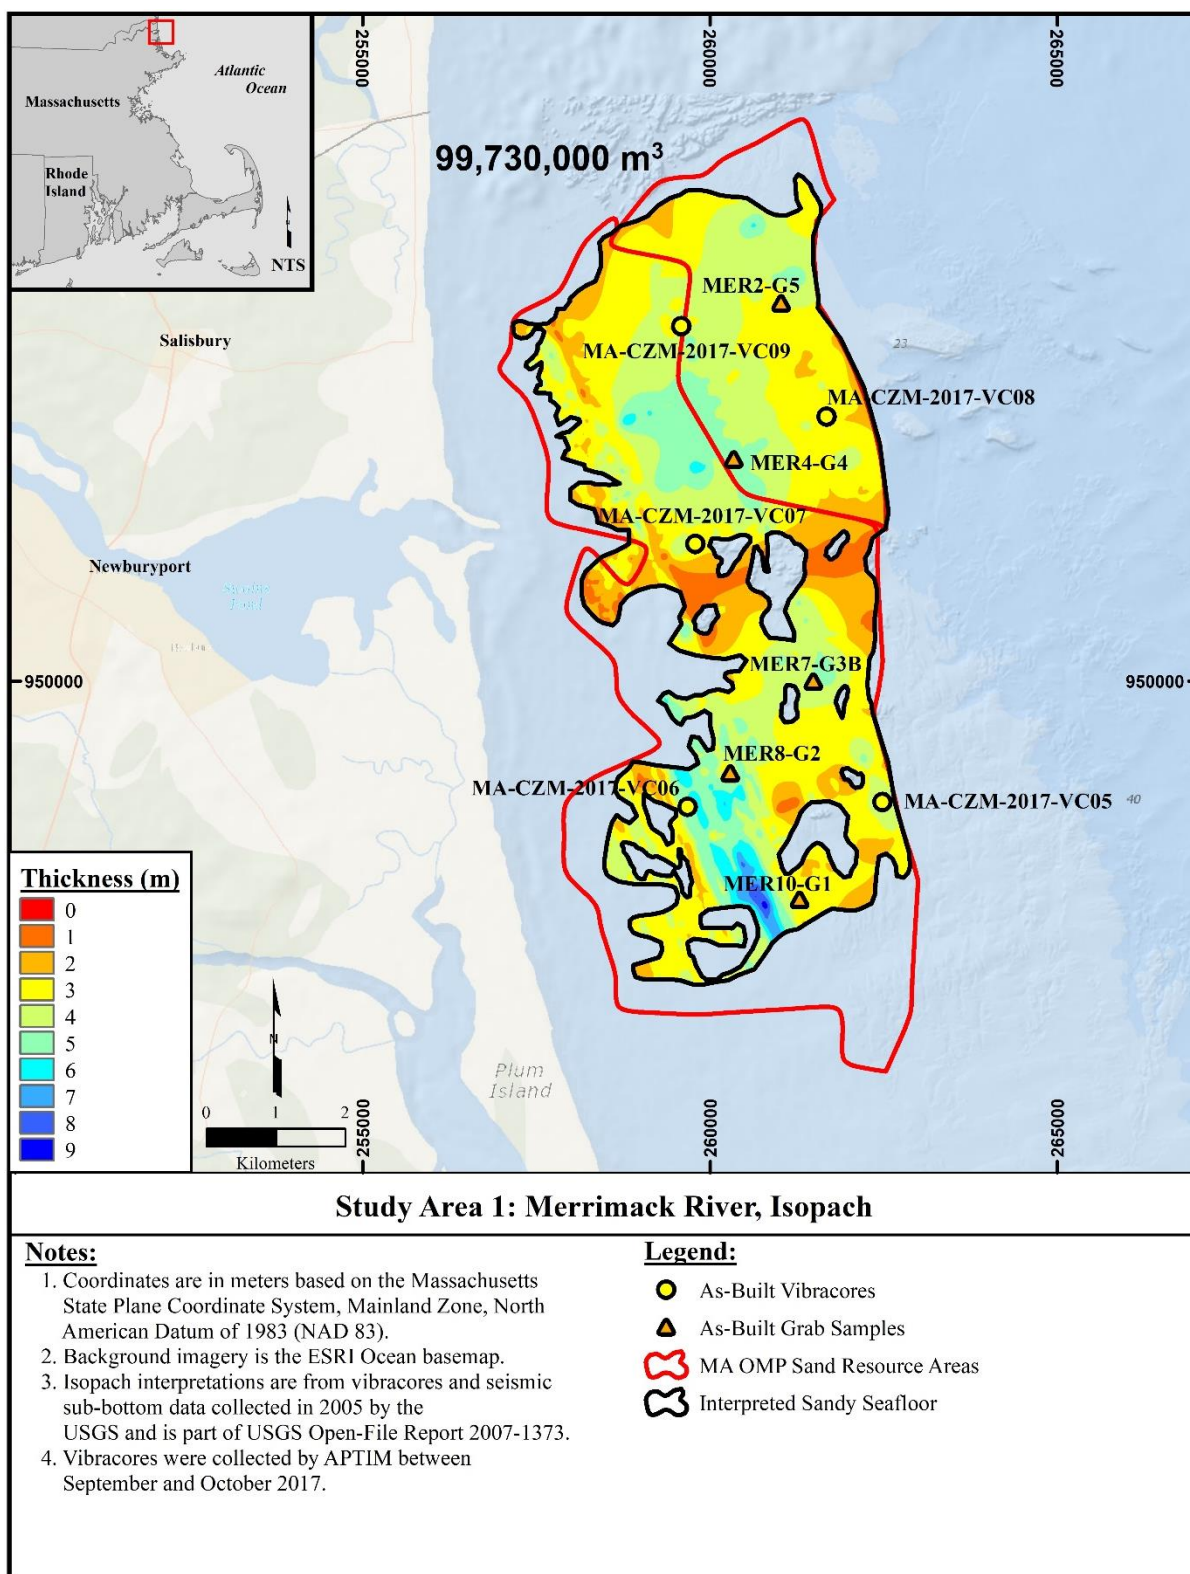 Atlantic
Ocean
Massachusetts
Rhode
Island
NTS
255000
260000
265000
99,730,000 m³
MER2-G5
MA-CZM-2017-VC09
23
Salisbury
MA-CZM-2017-VC08
MER4-G4
MA-CZM-2017-VC07
Newburyport
950000
MER7-G3B
950000
MER8-G2
MA-CZM-2017-VC06
MA-CZM-2017-VC05
40
MER10-G1
Thickness (m)
0
1
2
3
4
5
6
7
8
9
N
Plum
Island
0 1 2
Kilometers
255000
260000
265000
Study Area 1: Merrimack River, Isopach
Notes:
1. Coordinates are in meters based on the Massachusetts
State Plane Coordinate System, Mainland Zone, North
American Datum of 1983 (NAD 83).
2. Background imagery is the ESRI Ocean basemap.
3. Isopach interpretations are from vibracores and seismic
sub-bottom data collected in 2005 by the
USGS and is part of USGS Open-File Report 2007-1373.
4. Vibracores were collected by APTIM between
September and October 2017.
Legend:
As-Built Vibracores
As-Built Grab Samples
MA OMP Sand Resource Areas
Interpreted Sandy Seafloor